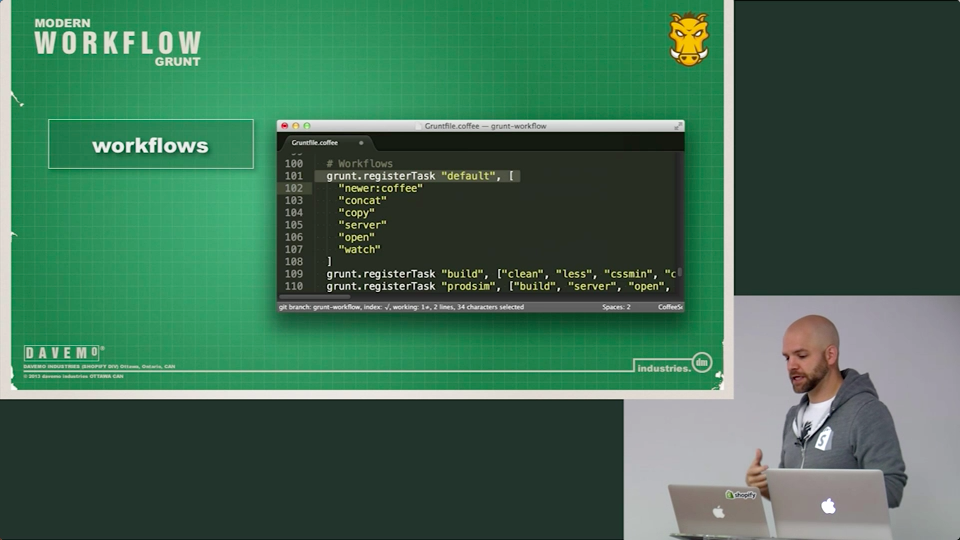 MODERN
WORKFLOW
GRUNT
workflows
Gruntfile.coffee — grunt-workflow
Gruntfile.coffee
100 # Workflows
101 grunt.registerTask "default", [
102 "newer:coffee"
103 "concat"
104 "copy"
105 "server"
106 "open"
107 "watch"
108 ]
109 grunt.registerTask "build", ["clean", "less", "cssmin", "c
110 grunt.registerTask "prodsim", ["build", "server", "open",
git branch: grunt-workflow, index: √, working: 1+, 2 lines, 34 characters selected
Spaces: 2
CoffeeSc
DAVEMO®
DAVEMO INDUSTRIES (SHOPIFY DIV) Ottawa, Ontario, CAN
© 2013 davemo industries OTTAWA CAN
industries.
dm
S
shopify